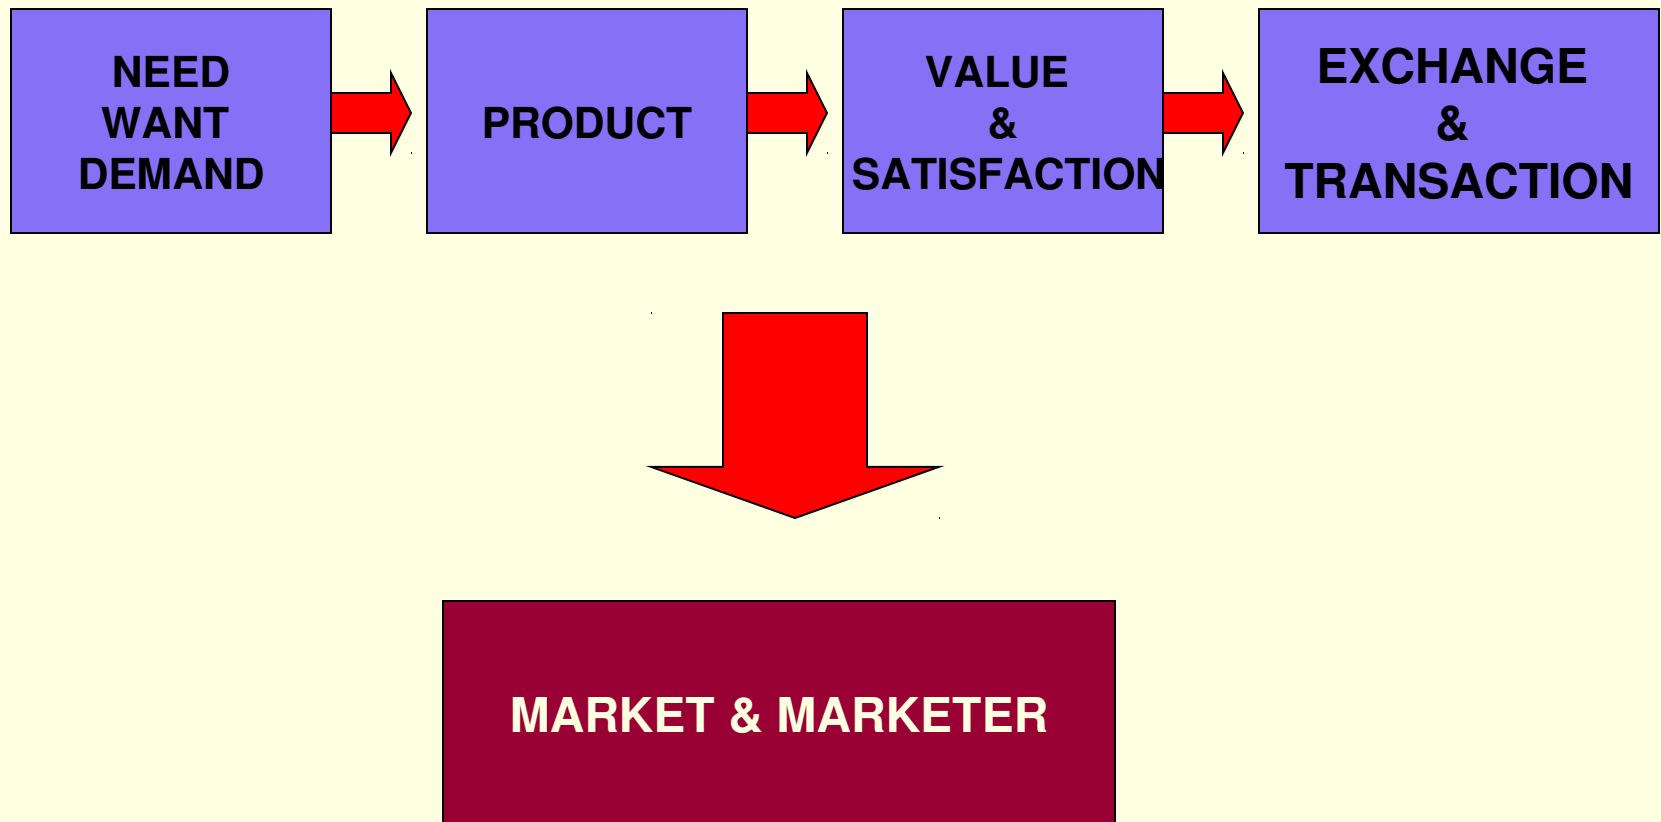 NEED
WANT
DEMAND
PRODUCT
VALUE
&
SATISFACTION
EXCHANGE
&
TRANSACTION
MARKET & MARKETER